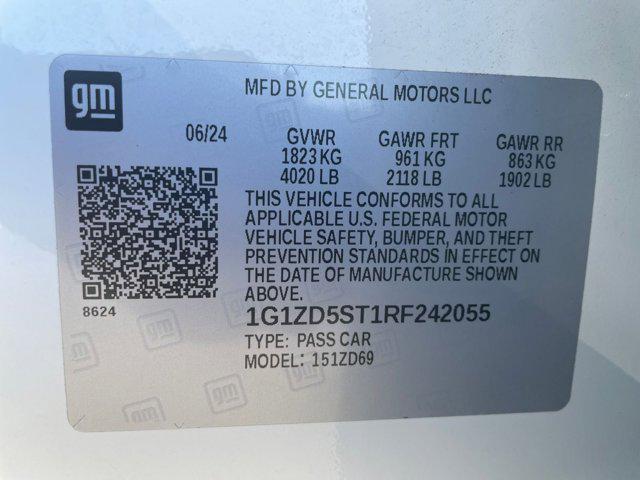 gm
MFD BY GENERAL MOTORS LLC
06/24 GVWR GAWR FRT GAWR RR
1823 KG 961 KG 863 KG
4020 LB 2118 LB 1902 LB
THIS VEHICLE CONFORMS TO ALL
APPLICABLE U.S. FEDERAL MOTOR
VEHICLE SAFETY, BUMPER, AND THEFT
PREVENTION STANDARDS IN EFFECT ON
THE DATE OF MANUFACTURE SHOWN
ABOVE.
8624
1G1ZD5ST1RF242055
TYPE: PASS CAR
MODEL: 151ZD69